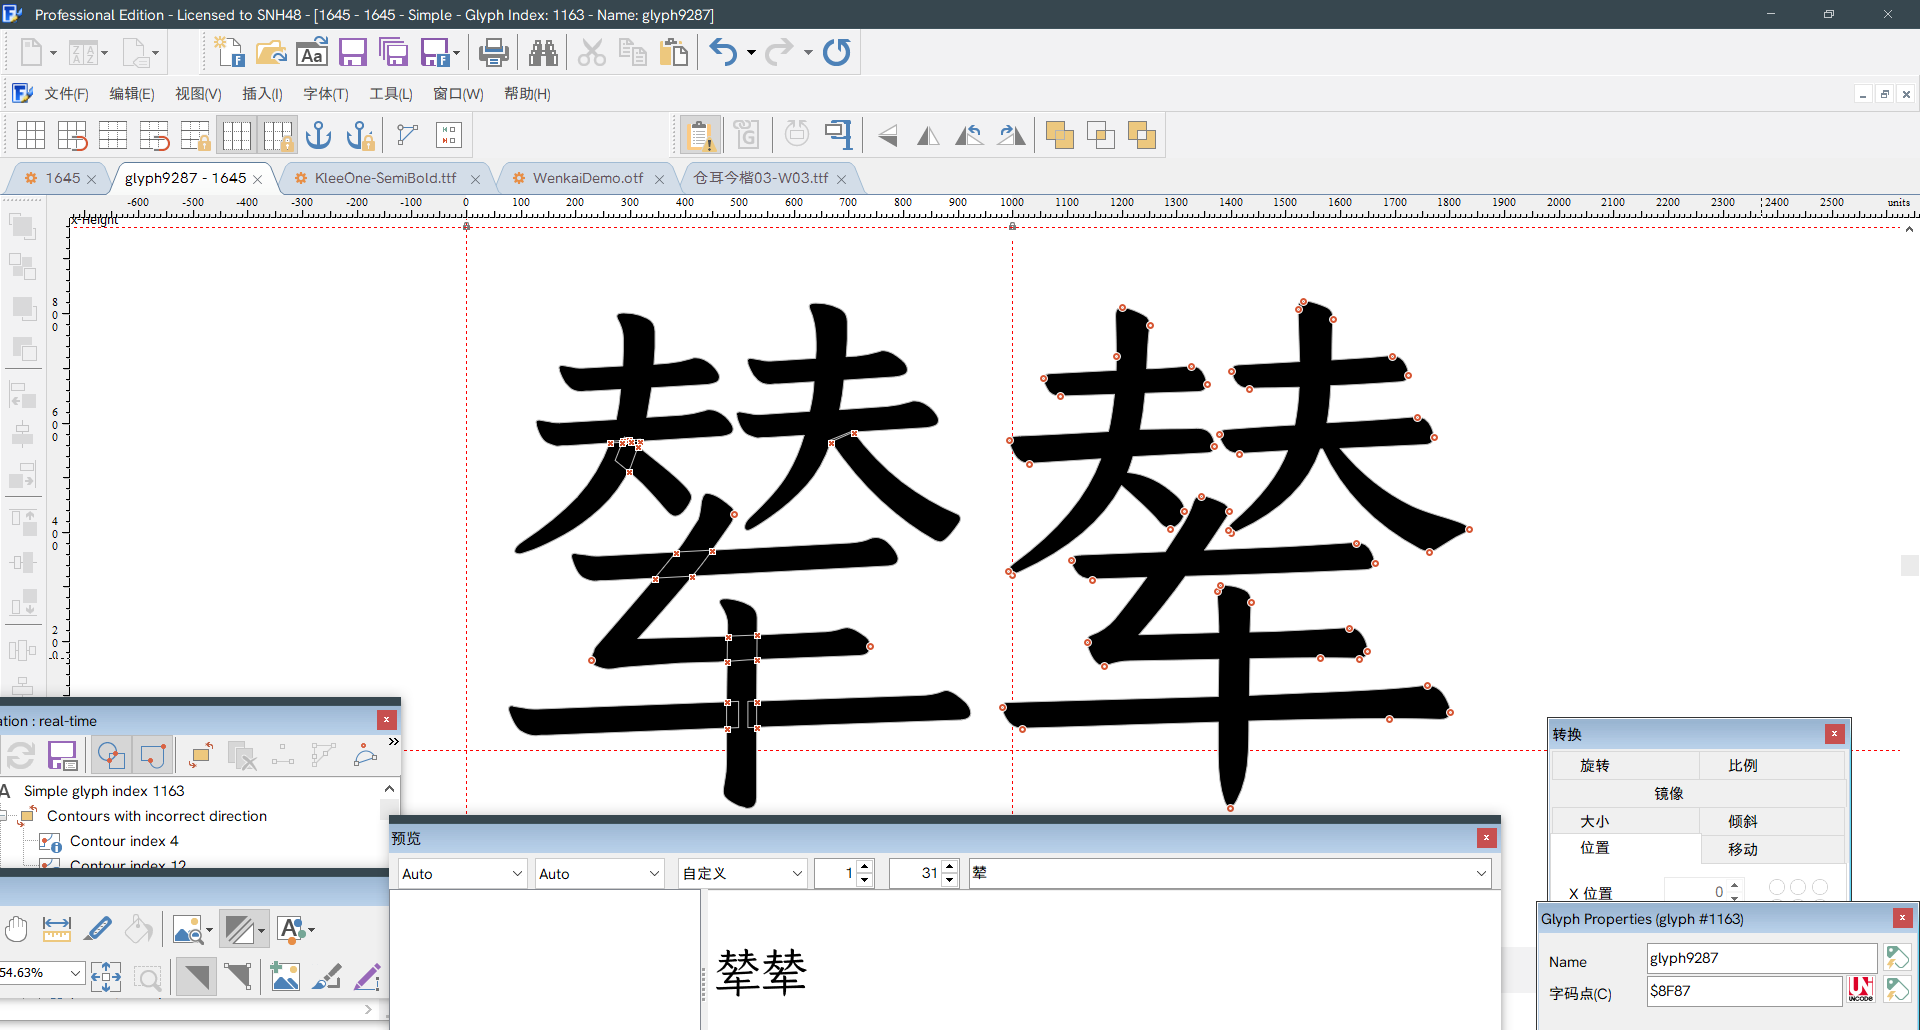 Professional Edition - Licensed to SNH48 - [1645 - 1645 - Simple - Glyph Index: 1163 - Name: glyph9287]
文件(F) 编辑(E) 视图(V) 插入(I) 字体(T) 工具(L) 窗口(W) 帮助(H)
1645 glyph9287 - 1645 KleeOne-SemiBold.ttf WenkaiDemo.otf 仓耳今楷03-W03.ttf
-600 -500 -400 -300 -200 -100 0 100 200 300 400 500 600 700 800 900 1000 1100 1200 1300 1400 1500 1600 1700 1800 1900 2000 2100 2200 2300 2400 2500 units
x-Height
800
600
400
200
辇 辇
ation : real-time
Simple glyph index 1163
Contours with incorrect direction
Contour index 4
Contour index 12
54.63%
预览
Auto Auto 自定义 1 31 辇
辇辇
转换
旋转 比例
镜像
大小 倾斜
位置 移动
X 位置 0
Glyph Properties (glyph #1163)
Name glyph9287
字码点(C) $8F87